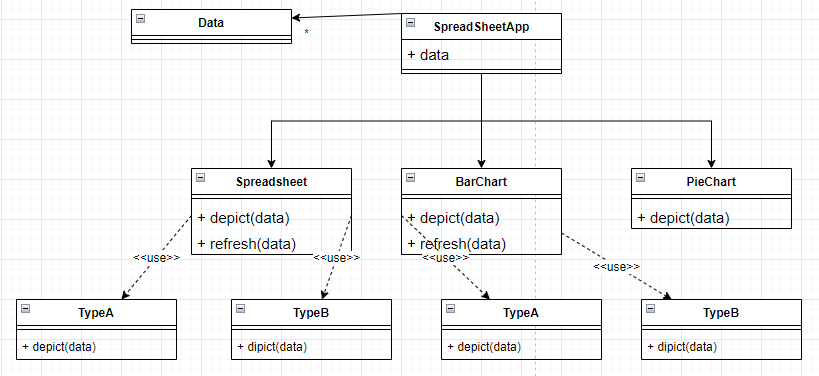 Data
SpreadSheetApp
*
+ data
Spreadsheet
BarChart
PieChart
+ depict(data)
+ depict(data)
+ depict(data)
+ refresh(data)
+ refresh(data)
<<use>>
<<use>>
<<use>>
<<use>>
TypeA
TypeB
TypeA
TypeB
+ depict(data)
+ dipict(data)
+ depict(data)
+ dipict(data)